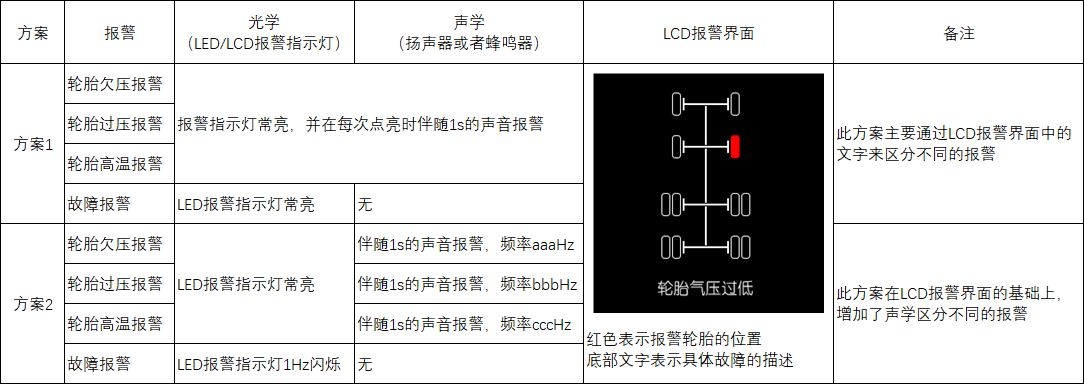 方案
报警
光学
（LED/LCD报警指示灯）
声学
（扬声器或者蜂鸣器）
LCD报警界面
备注
方案1
轮胎欠压报警
轮胎过压报警
轮胎高温报警
报警指示灯常亮，并在每次点亮时伴随1s的声音报警
故障报警
LED报警指示灯常亮
无
此方案主要通过LCD报警界面中的
文字来区分不同的报警
方案2
轮胎欠压报警
轮胎过压报警
轮胎高温报警
LED报警指示灯常亮
伴随1s的声音报警，频率aaaHz
伴随1s的声音报警，频率bbbHz
伴随1s的声音报警，频率cccHz
故障报警
LED报警指示灯1Hz闪烁
无
轮胎气压过低
红色表示报警轮胎的位置
底部文字表示具体故障的描述
此方案在LCD报警界面的基础上，
增加了声学区分不同的报警